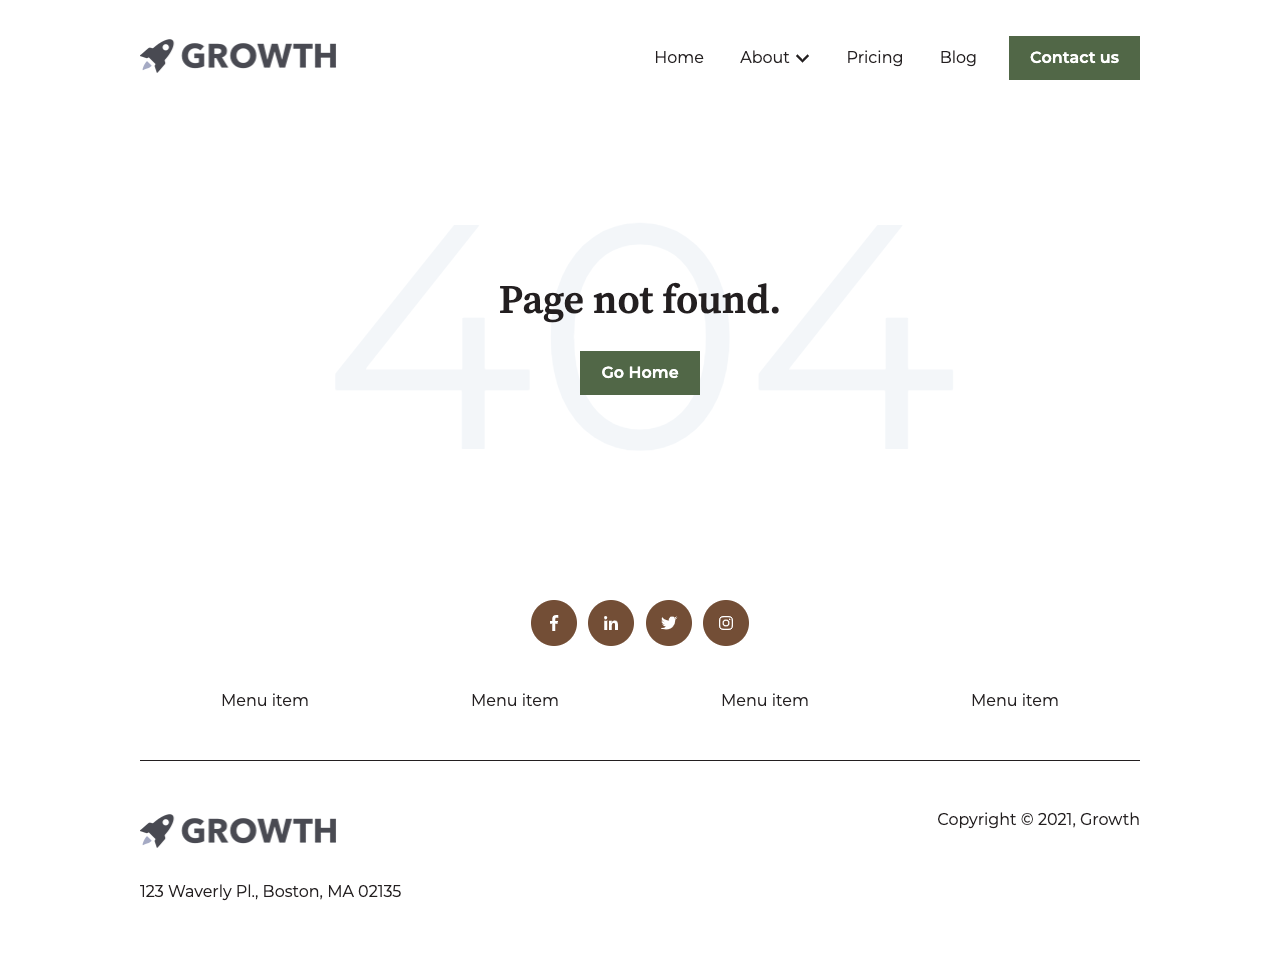 GROWTH
Home About Pricing Blog Contact us
404
Page not found.
Go Home
Menu item Menu item Menu item Menu item
GROWTH
Copyright © 2021, Growth
123 Waverly Pl., Boston, MA 02135